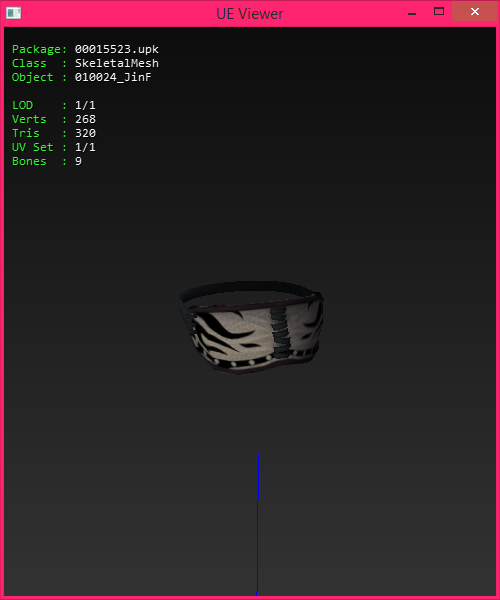 UE Viewer
Package: 00015523.upk
Class : SkeletalMesh
Object : 010024_JinF
LOD : 1/1
Verts : 268
Tris : 320
UV Set : 1/1
Bones : 9